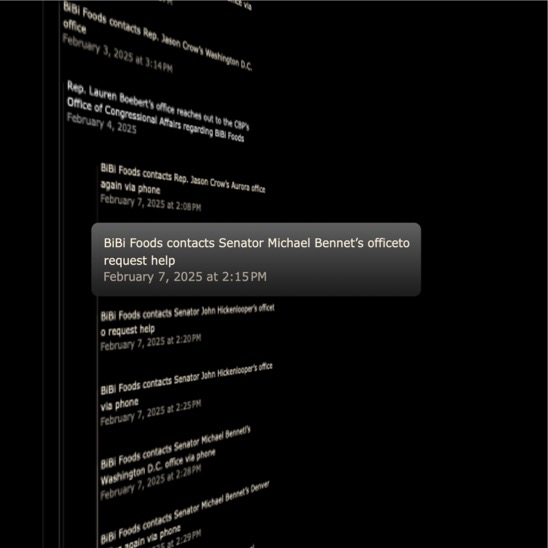 ce via
PM
BiBi Foods contacts Rep. Jason Crow's Washington D.C.
office
February 3, 2025 at 3:14 PM
Rep. Lauren Boebert's office reaches out to the CBP's
Office of Congressional Affairs regarding BiBi Foods
February 4, 2025
BiBi Foods contacts Rep. Jason Crow's Aurora office
again via phone
February 7, 2025 at 2:08 PM
BiBi Foods contacts Senator Michael Bennet's officeto
request help
February 7, 2025 at 2:15 PM
BiBi Foods contacts Senator John Hickenlooper's officet
o request help
February 7, 2025 at 2:20 PM
BiBi Foods contacts Senator John Hickenlooper's office
via phone
February 7, 2025 at 2:25 PM
BiBi Foods contacts Senator Michael Bennett's
Washington D.C. office via phone
February 7, 2025 at 2:28 PM
BiBi Foods contacts Senator Michael Bennet's Denver
again via phone
25 at 2:29 PM